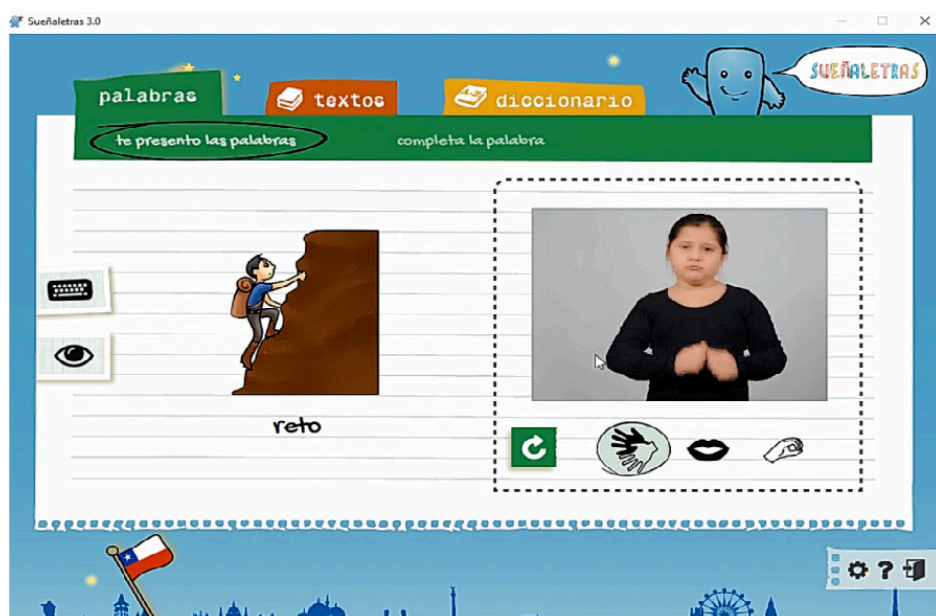 Sueñaletras 3.0
SUEÑALETRAS
palabras
textos
diccionario
te presento las palabras
completa la palabra
reto
?